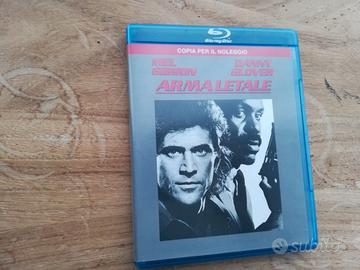 Blu-ray Disc
COPIA PER IL NOLEGGIO
MEL DANNY
GIBSON GLOVER
ARMA LETALE
subito